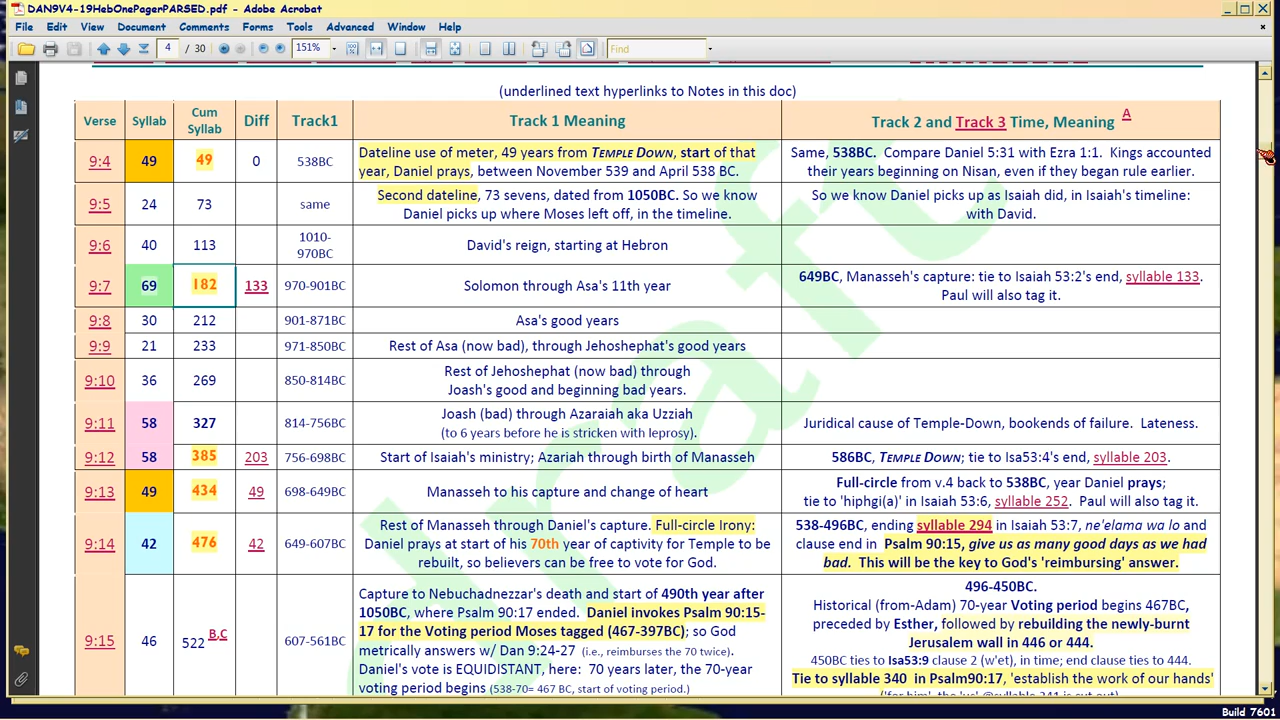 DAN9V4-19HebOnePagerPARSED.pdf - Adobe Acrobat
File Edit View Document Comments Forms Tools Advanced Window Help
4 / 30 151% Find
(underlined text hyperlinks to Notes in this doc)
Verse Syllab Cum Syllab Diff Track1 Track 1 Meaning Track 2 and Track 3 Time, Meaning A
9:4 49 49 0 538BC
Dateline use of meter, 49 years from TEMPLE DOWN, start of that
year, Daniel prays, between November 539 and April 538 BC.
Same, 538BC. Compare Daniel 5:31 with Ezra 1:1. Kings accounted
their years beginning on Nisan, even if they began rule earlier.
9:5 24 73 same
Second dateline, 73 sevens, dated from 1050BC. So we know
Daniel picks up where Moses left off, in the timeline.
So we know Daniel picks up as Isaiah did, in Isaiah's timeline:
with David.
9:6 40 113 1010-
970BC
David's reign, starting at Hebron
9:7 69 182 133 970-901BC Solomon through Asa's 11th year
649BC, Manasseh's capture: tie to Isaiah 53:2's end, syllable 133.
Paul will also tag it.
9:8 30 212 901-871BC Asa's good years
9:9 21 233 971-850BC Rest of Asa (now bad), through Jehoshephat's good years
9:10 36 269 850-814BC
Rest of Jehoshephat (now bad) through
Joash's good and beginning bad years.
9:11 58 327 814-756BC
Joash (bad) through Azaraiah aka Uzziah
(to 6 years before he is stricken with leprosy).
Juridical cause of Temple-Down, bookends of failure. Lateness.
9:12 58 385 203 756-698BC Start of Isaiah's ministry; Azariah through birth of Manasseh
586BC, TEMPLE DOWN; tie to Isa53:4's end, syllable 203.
9:13 49 434 49 698-649BC Manasseh to his capture and change of heart
Full-circle from v.4 back to 538BC, year Daniel prays;
tie to 'hiphgi(a)' in Isaiah 53:6, syllable 252. Paul will also tag it.
9:14 42 476 42 649-607BC
Rest of Manasseh through Daniel's capture. Full-circle Irony:
Daniel prays at start of his 70th year of captivity for Temple to be
rebuilt, so believers can be free to vote for God.
538-496BC, ending syllable 294 in Isaiah 53:7, ne'elama wa lo and
clause end in Psalm 90:15, give us as many good days as we had
bad. This will be the key to God's 'reimbursing' answer.
9:15 46 522 B,C 607-561BC
Capture to Nebuchadnezzar's death and start of 490th year after
1050BC, where Psalm 90:17 ended. Daniel invokes Psalm 90:15-
17 for the Voting period Moses tagged (467-397BC); so God
metrically answers w/ Dan 9:24-27 (i.e., reimburses the 70 twice).
Daniel's vote is EQUIDISTANT, here: 70 years later, the 70-year
voting period begins (538-70= 467 BC, start of voting period.)
496-450BC.
Historical (from-Adam) 70-year Voting period begins 467BC,
preceded by Esther, followed by rebuilding the newly-burnt
Jerusalem wall in 446 or 444.
450BC ties to Isa53:9 clause 2 (w'et), in time; end clause ties to 444.
Tie to syllable 340 in Psalm90:17, 'establish the work of our hands'
('for him', the 'us' @syllable 341 is cut out)
draft
Build 7601